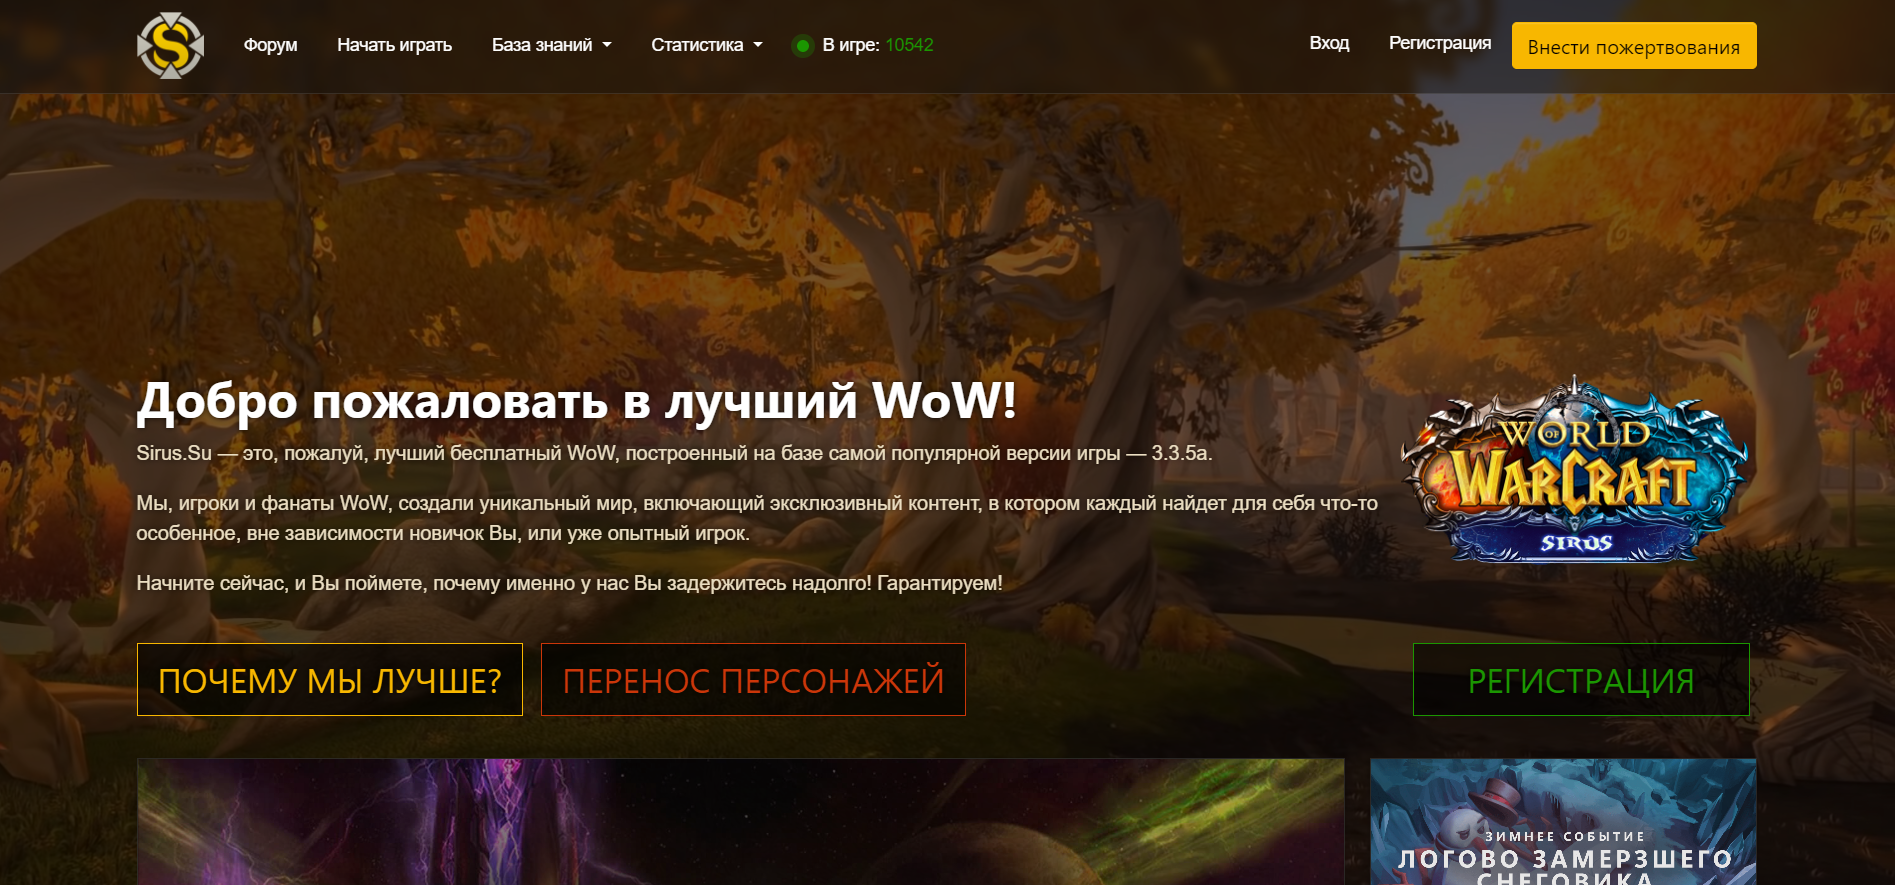 Форум
Начать играть
База знаний
Статистика
В игре: 10542
Вход
Регистрация
Внести пожертвования
Добро пожаловать в лучший WoW!
Sirus.Su — это, пожалуй, лучший бесплатный WoW, построенный на базе самой популярной версии игры — 3.3.5a.
Мы, игроки и фанаты WoW, создали уникальный мир, включающий эксклюзивный контент, в котором каждый найдет для себя что-то
особенное, вне зависимости новичок Вы, или уже опытный игрок.
Начните сейчас, и Вы поймете, почему именно у нас Вы задержитесь надолго! Гарантируем!
WORLD
OF
WARCRAFT
SIRUS
ПОЧЕМУ МЫ ЛУЧШЕ?
ПЕРЕНОС ПЕРСОНАЖЕЙ
РЕГИСТРАЦИЯ
ЗИМНЕЕ СОБЫТИЕ
ЛОГОВО ЗАМЕРЗШЕГО
СНЕГОВИКА